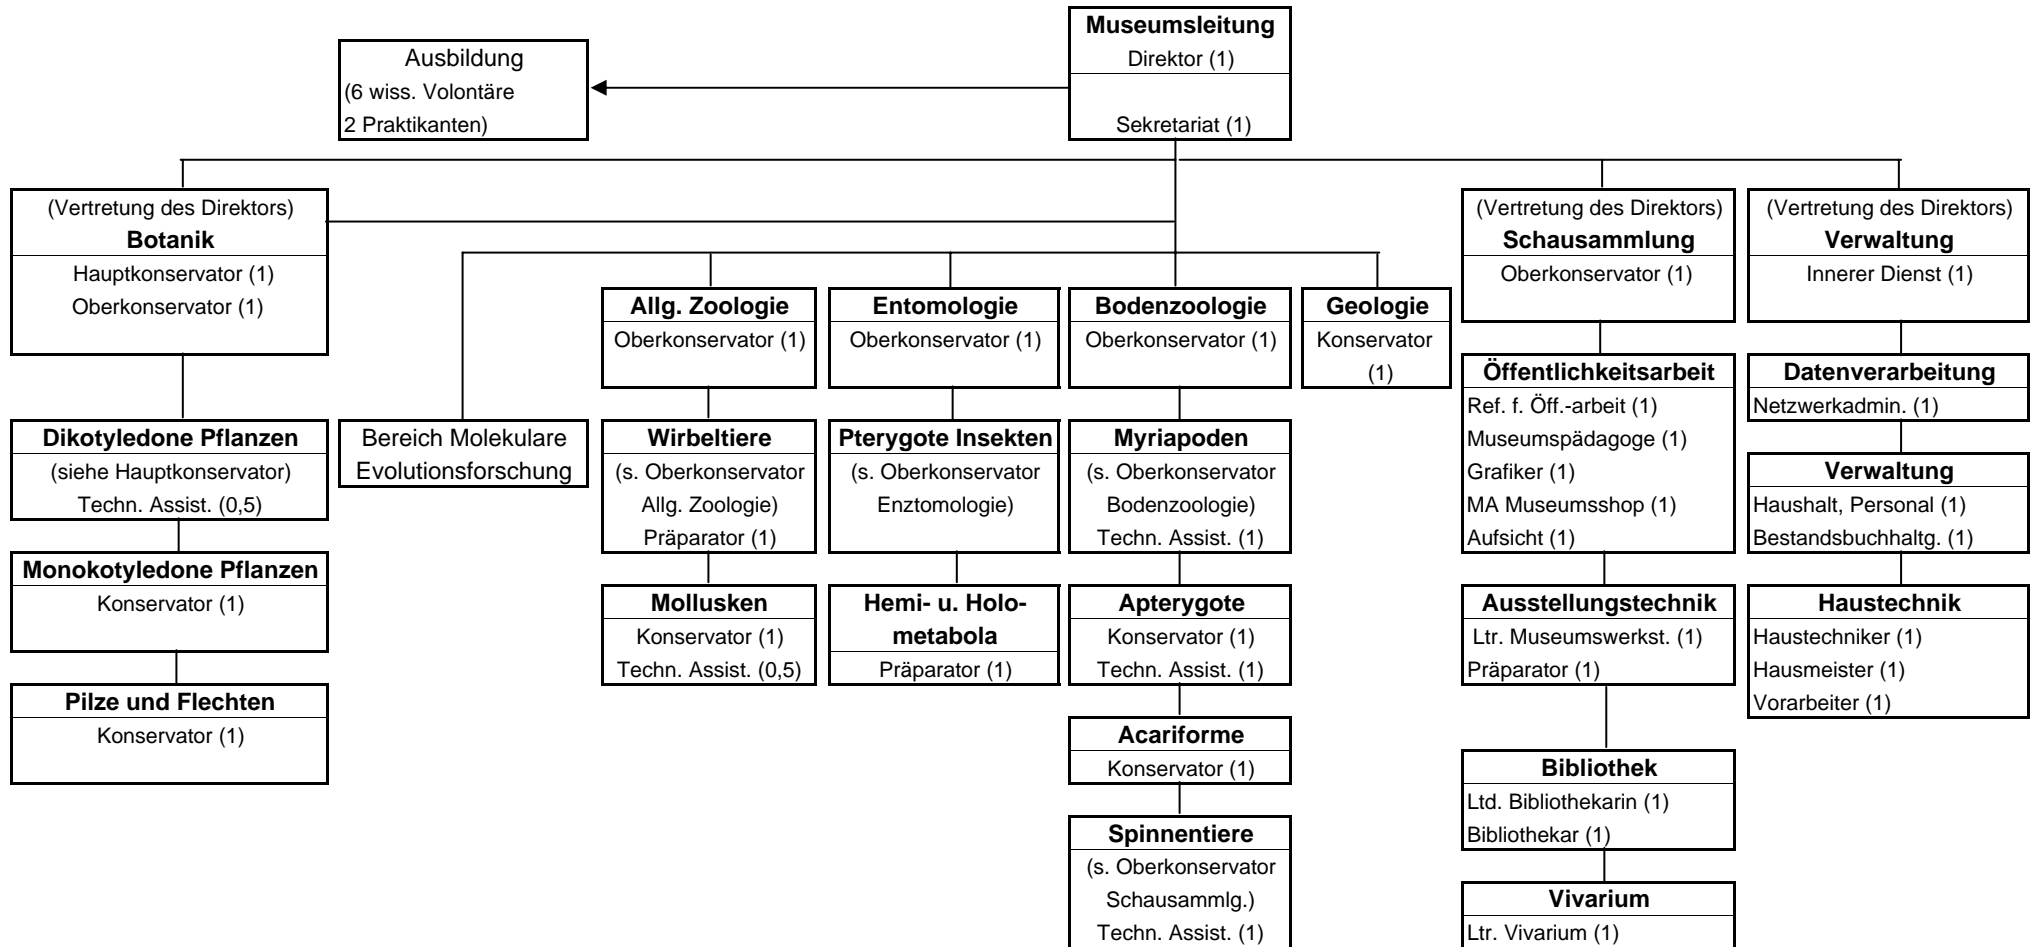 Museumsleitung
Direktor (1)
Sekretariat (1)
Ausbildung
(6 wiss. Volontäre
2 Praktikanten)
(Vertretung des Direktors)
Botanik
Hauptkonservator (1)
Oberkonservator (1)
Dikotyledone Pflanzen
(siehe Hauptkonservator)
Techn. Assist. (0,5)
Monokotyledone Pflanzen
Konservator (1)
Pilze und Flechten
Konservator (1)
Bereich Molekulare
Evolutionsforschung
Allg. Zoologie
Oberkonservator (1)
Wirbeltiere
(s. Oberkonservator
Allg. Zoologie)
Präparator (1)
Mollusken
Konservator (1)
Techn. Assist. (0,5)
Entomologie
Oberkonservator (1)
Pterygote Insekten
(s. Oberkonservator
Enztomologie)
Hemi- u. Holo-
metabola
Präparator (1)
Bodenzoologie
Oberkonservator (1)
Myriapoden
(s. Oberkonservator
Bodenzoologie)
Techn. Assist. (1)
Apterygote
Konservator (1)
Techn. Assist. (1)
Acariforme
Konservator (1)
Spinnentiere
(s. Oberkonservator
Schausammlg.)
Techn. Assist. (1)
Geologie
Konservator
(1)
(Vertretung des Direktors)
Schausammlung
Oberkonservator (1)
Öffentlichkeitsarbeit
Ref. f. Öff.-arbeit (1)
Museumspädagoge (1)
Grafiker (1)
MA Museumsshop (1)
Aufsicht (1)
Ausstellungstechnik
Ltr. Museumswerkst. (1)
Präparator (1)
Bibliothek
Ltd. Bibliothekarin (1)
Bibliothekar (1)
Vivarium
Ltr. Vivarium (1)
(Vertretung des Direktors)
Verwaltung
Innerer Dienst (1)
Datenverarbeitung
Netzwerkadmin. (1)
Verwaltung
Haushalt, Personal (1)
Bestandsbuchhaltg. (1)
Haustechnik
Haustechniker (1)
Hausmeister (1)
Vorarbeiter (1)